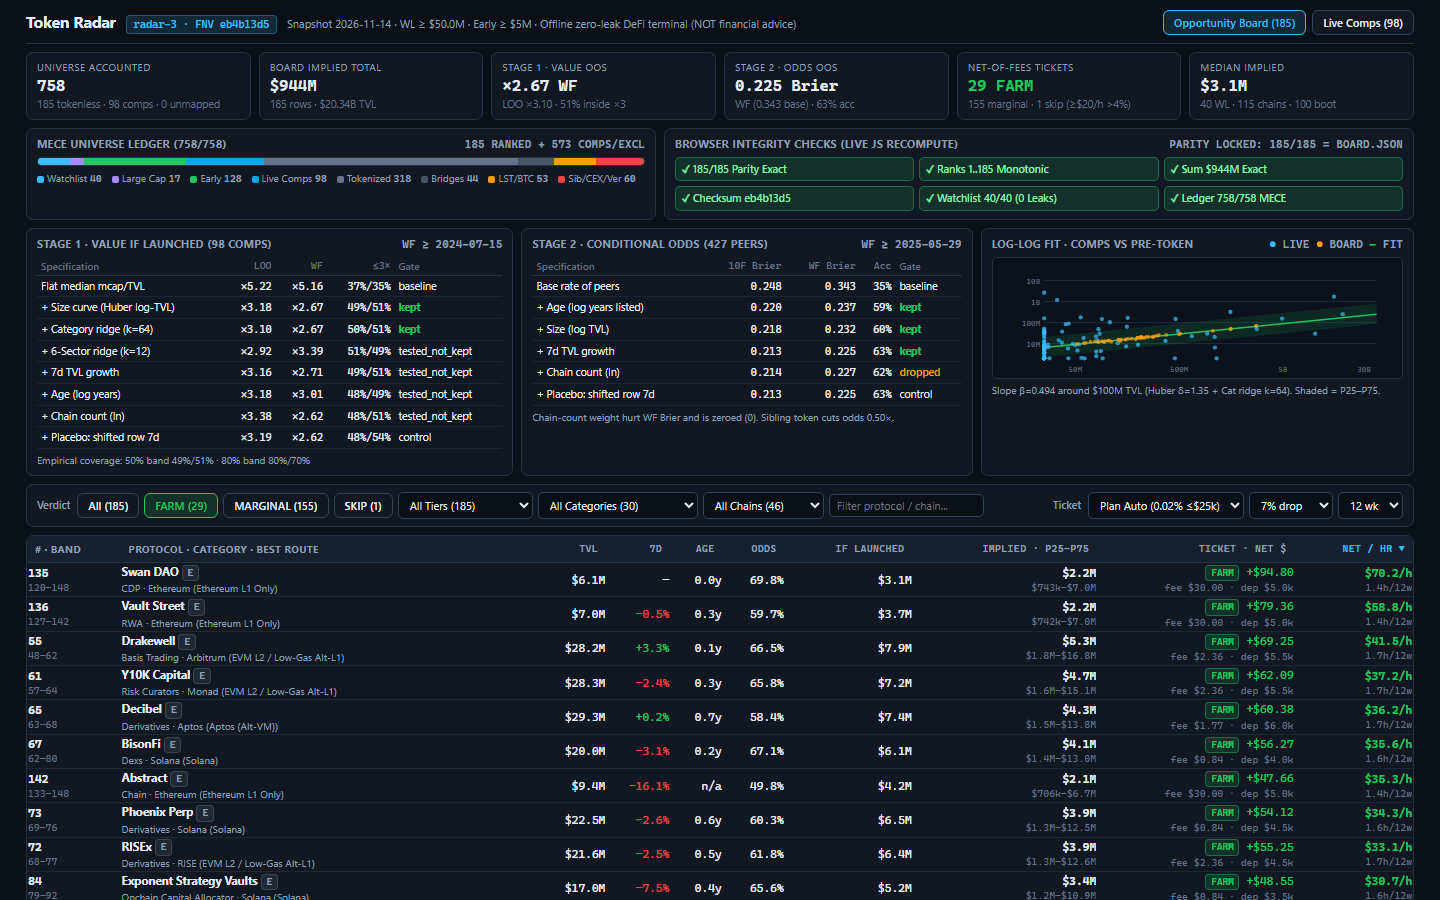 Token Radar radar-3 · FNV eb4b13d5 Snapshot 2026-11-14 · WL ≥ $50.0M · Early ≥ $5M · Offline zero-leak DeFi terminal (NOT financial advice) Opportunity Board (185) Live Comps (98)
UNIVERSE ACCOUNTED
758
185 tokenless · 98 comps · 0 unmapped
BOARD IMPLIED TOTAL
$944M
185 rows · $20.34B TVL
STAGE 1 · VALUE OOS
×2.67 WF
LOO ×3.10 · 51% inside ×3
STAGE 2 · ODDS OOS
0.225 Brier
WF (0.343 base) · 63% acc
NET-OF-FEES TICKETS
29 FARM
155 marginal · 1 skip (≥$20/h >4%)
MEDIAN IMPLIED
$3.1M
40 WL · 115 chains · 100 boot
MECE UNIVERSE LEDGER (758/758) 185 RANKED + 573 COMPS/EXCL
Watchlist 40 Large Cap 17 Early 128 Live Comps 98 Tokenized 318 Bridges 44 LST/BTC 53 Sib/CEX/Ver 60
BROWSER INTEGRITY CHECKS (LIVE JS RECOMPUTE) PARITY LOCKED: 185/185 = BOARD.JSON
✓ 185/185 Parity Exact ✓ Ranks 1..185 Monotonic ✓ Sum $944M Exact
✓ Checksum eb4b13d5 ✓ Watchlist 40/40 (0 Leaks) ✓ Ledger 758/758 MECE
STAGE 1 · VALUE IF LAUNCHED (98 COMPS) WF ≥ 2024-07-15
Specification LOO WF ≤3× Gate
Flat median mcap/TVL ×5.22 ×5.16 37%/35% baseline
+ Size curve (Huber log-TVL) ×3.18 ×2.67 49%/51% kept
+ Category ridge (k=64) ×3.10 ×2.67 50%/51% kept
+ 6-Sector ridge (k=12) ×2.92 ×3.39 51%/49% tested_not_kept
+ 7d TVL growth ×3.16 ×2.71 49%/51% tested_not_kept
+ Age (log years) ×3.18 ×3.01 48%/49% tested_not_kept
+ Chain count (ln) ×3.38 ×2.62 48%/51% tested_not_kept
+ Placebo: shifted row 7d ×3.19 ×2.62 48%/54% control
Empirical coverage: 50% band 49%/51% · 80% band 80%/70%
STAGE 2 · CONDITIONAL ODDS (427 PEERS) WF ≥ 2025-05-29
Specification 10F Brier WF Brier Acc Gate
Base rate of peers 0.248 0.343 35% baseline
+ Age (log years listed) 0.220 0.237 59% kept
+ Size (log TVL) 0.218 0.232 60% kept
+ 7d TVL growth 0.213 0.225 63% kept
+ Chain count (ln) 0.214 0.227 62% dropped
+ Placebo: shifted row 7d 0.213 0.225 63% control
Chain-count weight hurt WF Brier and is zeroed (0). Sibling token cuts odds 0.50×.
LOG-LOG FIT · COMPS VS PRE-TOKEN ● LIVE ● BOARD — FIT
10B
1B
100M
10M
50M 500M 5B 30B
Slope β=0.494 around $100M TVL (Huber δ=1.35 + Cat ridge k=64). Shaded = P25–P75.
Verdict All (185) FARM (29) MARGINAL (155) SKIP (1) All Tiers (185) All Categories (30) All Chains (46) Filter protocol / chain... Ticket Plan Auto (0.02% ≤$25k) 7% drop 12 wk
# · BAND PROTOCOL · CATEGORY · BEST ROUTE TVL 7D AGE ODDS IF LAUNCHED IMPLIED · P25–P75 TICKET · NET $ NET / HR ▼
135 Swan DAO E $6.1M — 0.0y 69.8% $3.1M $2.2M FARM +$94.80 $70.2/h
120–148 CDP · Ethereum (Ethereum L1 Only) $743k–$7.0M fee $30.00 · dep $5.0k 1.4h/12w
136 Vault Street E $7.0M −0.5% 0.3y 59.7% $3.7M $2.2M FARM +$79.36 $58.8/h
127–142 RWA · Ethereum (Ethereum L1 Only) $742k–$7.0M fee $30.00 · dep $5.0k 1.4h/12w
55 Drakewell E $28.2M +3.3% 0.1y 66.5% $7.9M $5.3M FARM +$69.25 $41.5/h
48–62 Basis Trading · Arbitrum (EVM L2 / Low-Gas Alt-L1) $1.8M–$16.8M fee $2.36 · dep $5.5k 1.7h/12w
61 Y10K Capital E $28.3M −2.4% 0.3y 65.8% $7.2M $4.7M FARM +$62.09 $37.2/h
57–64 Risk Curators · Monad (EVM L2 / Low-Gas Alt-L1) $1.6M–$15.1M fee $2.36 · dep $5.5k 1.7h/12w
65 Decibel E $29.3M +0.2% 0.7y 58.4% $7.4M $4.3M FARM +$60.38 $36.2/h
63–68 Derivatives · Aptos (Aptos (Alt-VM)) $1.5M–$13.8M fee $1.77 · dep $6.0k 1.7h/12w
67 BisonFi E $20.0M −3.1% 0.2y 67.1% $6.1M $4.1M FARM +$56.27 $35.6/h
62–80 Dexs · Solana (Solana) $1.4M–$13.0M fee $0.84 · dep $4.0k 1.6h/12w
142 Abstract E $9.4M −16.1% n/a 49.8% $4.2M $2.1M FARM +$47.66 $35.3/h
133–148 Chain · Ethereum (Ethereum L1 Only) $706k–$6.7M fee $30.00 · dep $5.0k 1.4h/12w
73 Phoenix Perp E $22.5M −2.6% 0.6y 60.3% $6.5M $3.9M FARM +$54.12 $34.3/h
69–76 Derivatives · Solana (Solana) $1.3M–$12.5M fee $0.84 · dep $4.5k 1.6h/12w
72 RISEx E $21.6M −2.5% 0.5y 61.8% $6.4M $3.9M FARM +$55.25 $33.1/h
68–77 Derivatives · RISE (EVM L2 / Low-Gas Alt-L1) $1.3M–$12.6M fee $2.36 · dep $4.5k 1.7h/12w
84 Exponent Strategy Vaults E $17.0M −7.5% 0.4y 65.6% $5.2M $3.4M FARM +$48.55 $30.7/h
79–92 Onchain Capital Allocator · Solana (Solana) $1.2M–$10.9M fee $0.84 · dep $3.5k 1.6h/12w